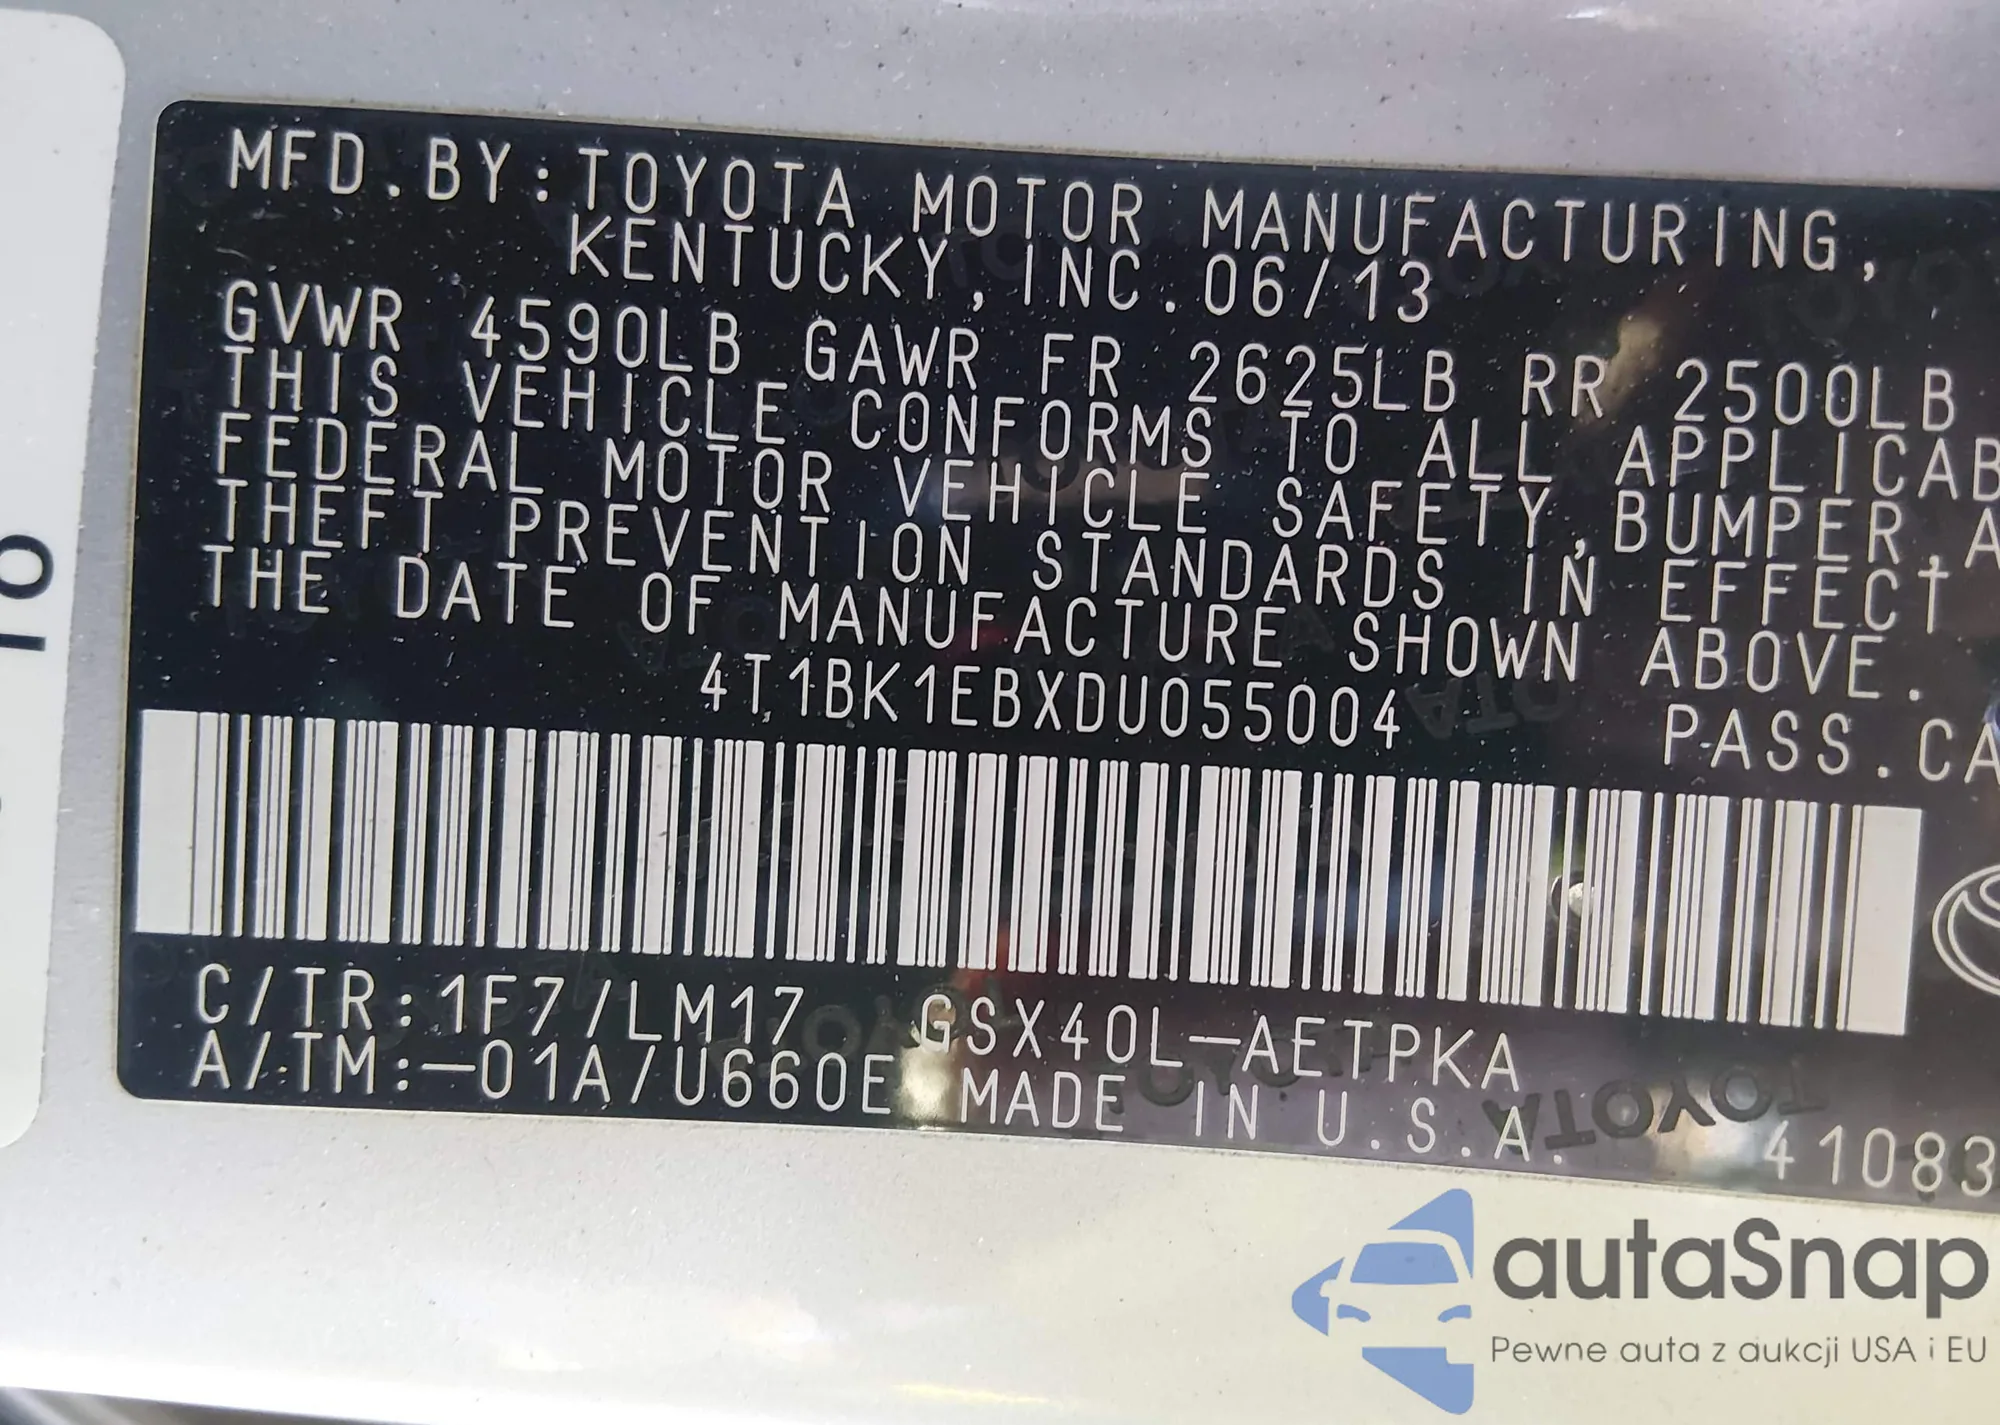 MFD.BY:TOYOTA MOTOR MANUFACTURING,
KENTUCKY,INC.06/13
GVWR 4590LB GAWR FR 2625LB RR 2500LB
THIS VEHICLE CONFORMS TO ALL APPLICAB
FEDERAL MOTOR VEHICLE SAFETY,BUMPER,A
THEFT PREVENTION STANDARDS IN EFFECT
THE DATE OF MANUFACTURE SHOWN ABOVE.
4T1BK1EBXDU055004 PASS.CA
C/TR:1F7/LM17 GSX40L-AETPKA
A/TM:-01A/U660E MADE IN U.S.A. 41083
TO
autaSnap
Pewne auta z aukcji USA i EU